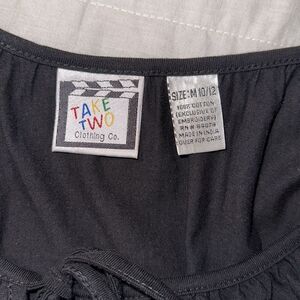 TAKE
TWO
Clothing Co.
SIZE: M 10/12
100% COTTON
(EXCLUSIVE OF
EMBROIDERY)
MADE IN INDIA
OVER FOR CARE